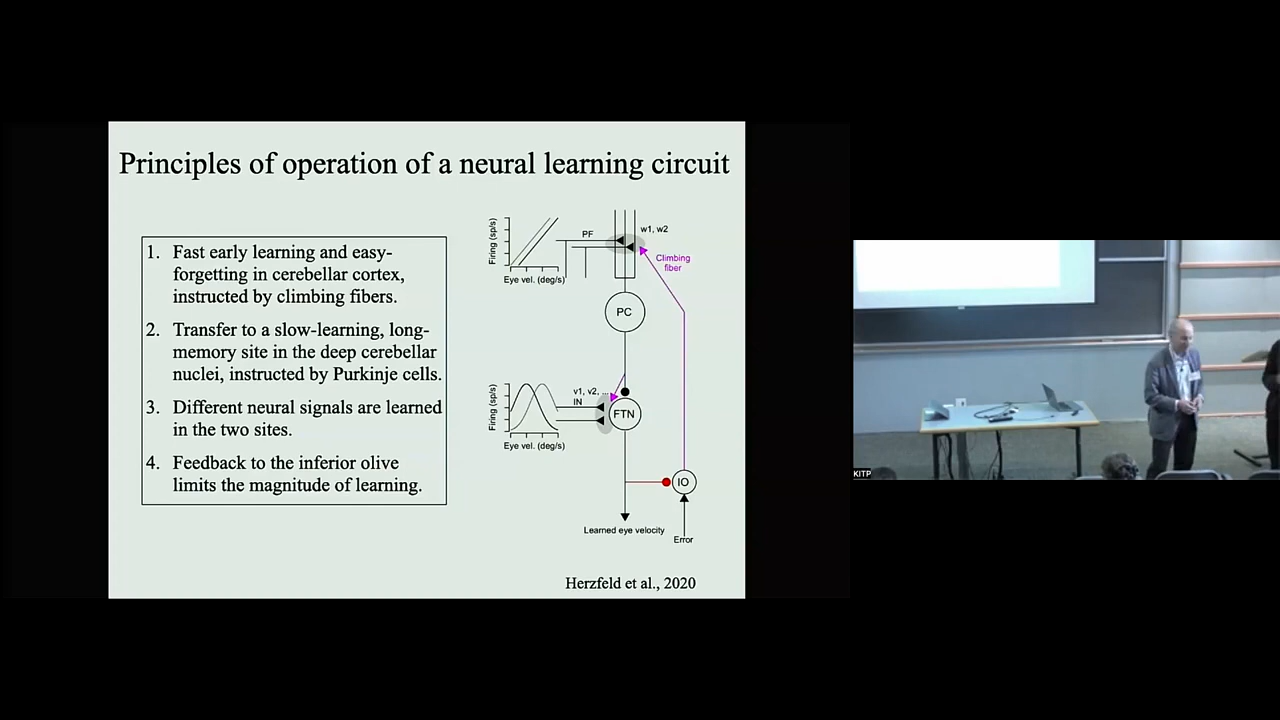 Principles of operation of a neural learning circuit
1. Fast early learning and easy-
forgetting in cerebellar cortex,
instructed by climbing fibers.
2. Transfer to a slow-learning, long-
memory site in the deep cerebellar
nuclei, instructed by Purkinje cells.
3. Different neural signals are learned
in the two sites.
4. Feedback to the inferior olive
limits the magnitude of learning.
Firing (sp/s)
Eye vel. (deg/s)
PF
w1, w2
Climbing
fiber
PC
Firing (sp/s)
Eye vel. (deg/s)
v1, v2, ...
IN
FTN
IO
Learned eye velocity
Error
Herzfeld et al., 2020
KITP